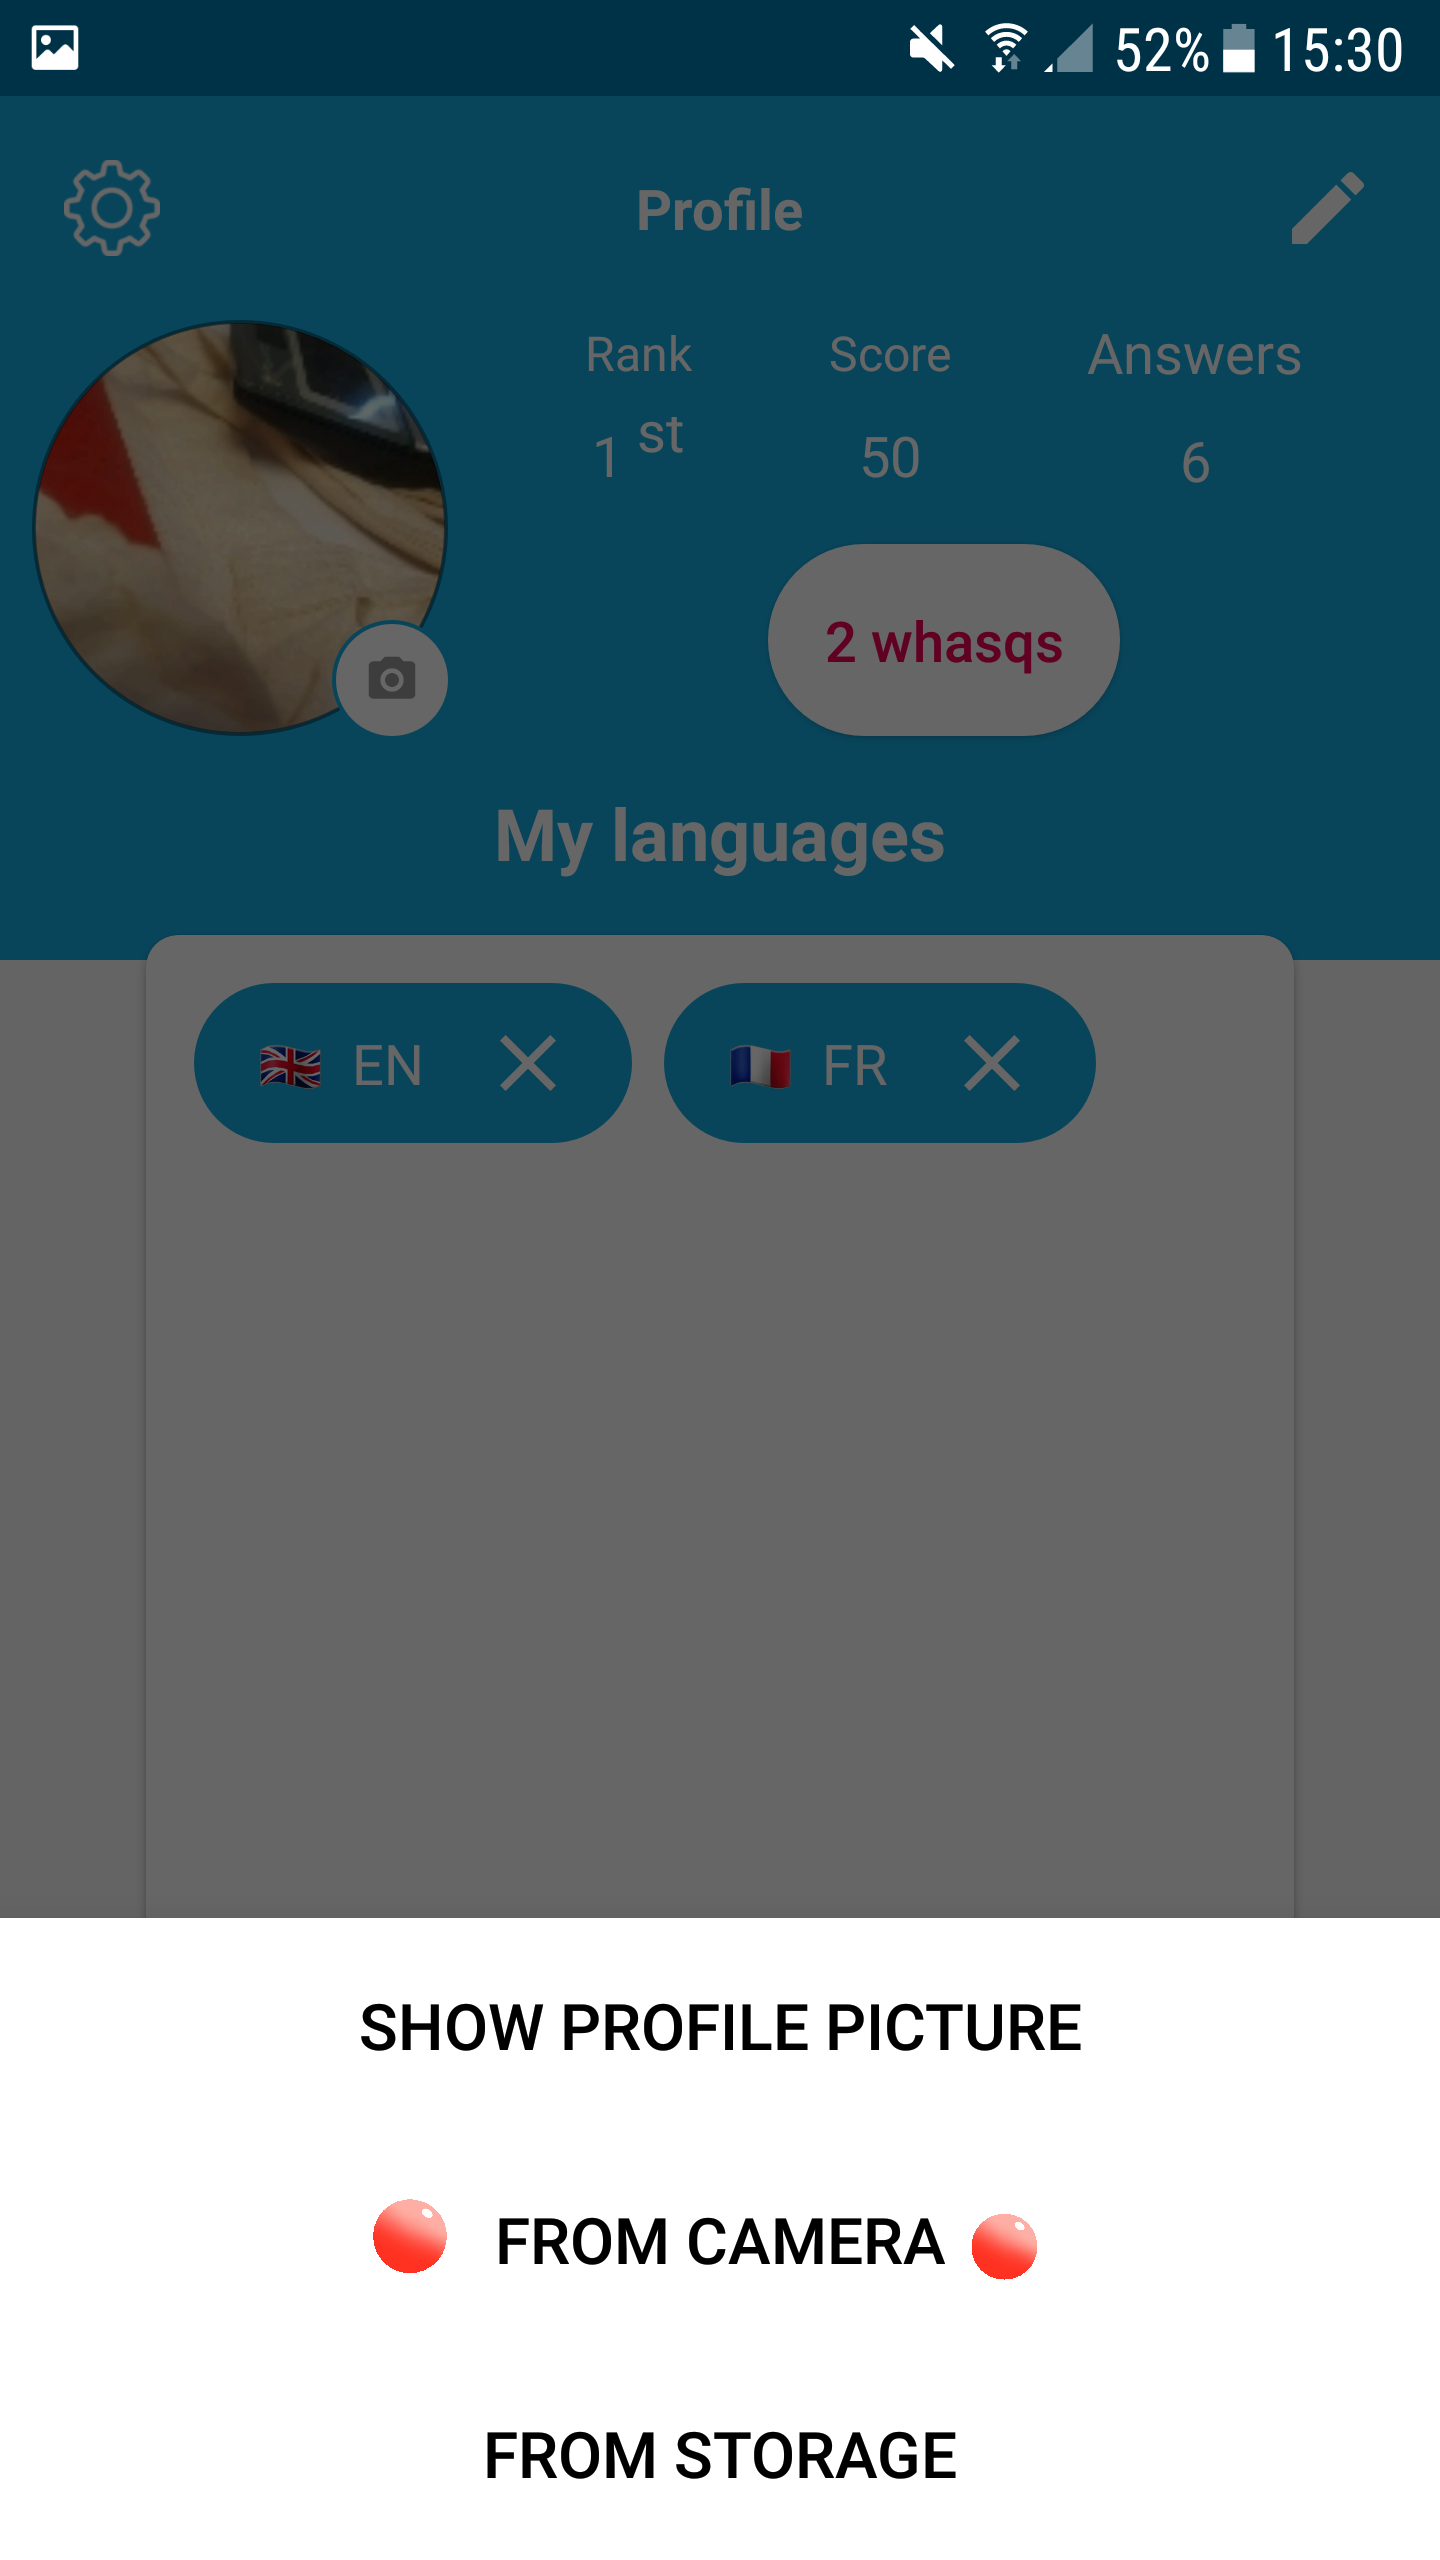 52% 15:30
Profile
Rank Score Answers
1 st 50 6
2 whasqs
My languages
EN FR
SHOW PROFILE PICTURE
FROM CAMERA
FROM STORAGE